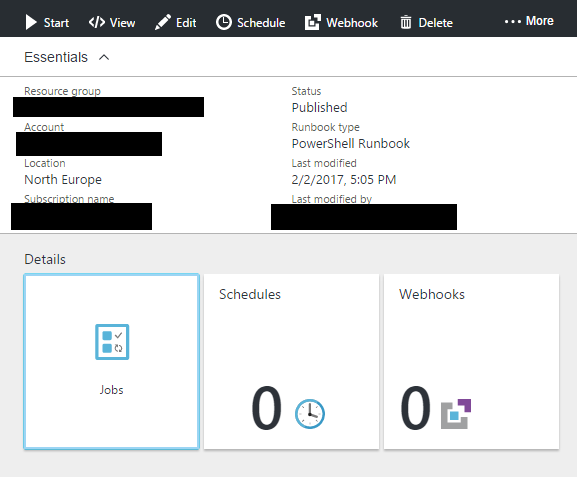 Start View Edit Schedule Webhook Delete More
Essentials
Resource group
Status
Published
Account
Runbook type
PowerShell Runbook
Location
North Europe
Last modified
2/2/2017, 5:05 PM
Subscription name
Last modified by
Details
Jobs
Schedules
0
Webhooks
0